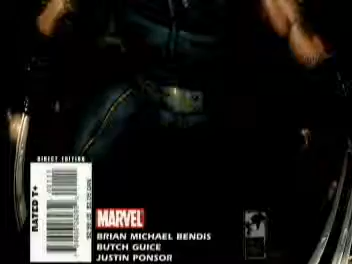 DIRECT EDITION
RATED T+
MARVEL
BRIAN MICHAEL BENDIS
BUTCH GUICE
JUSTIN PONSOR